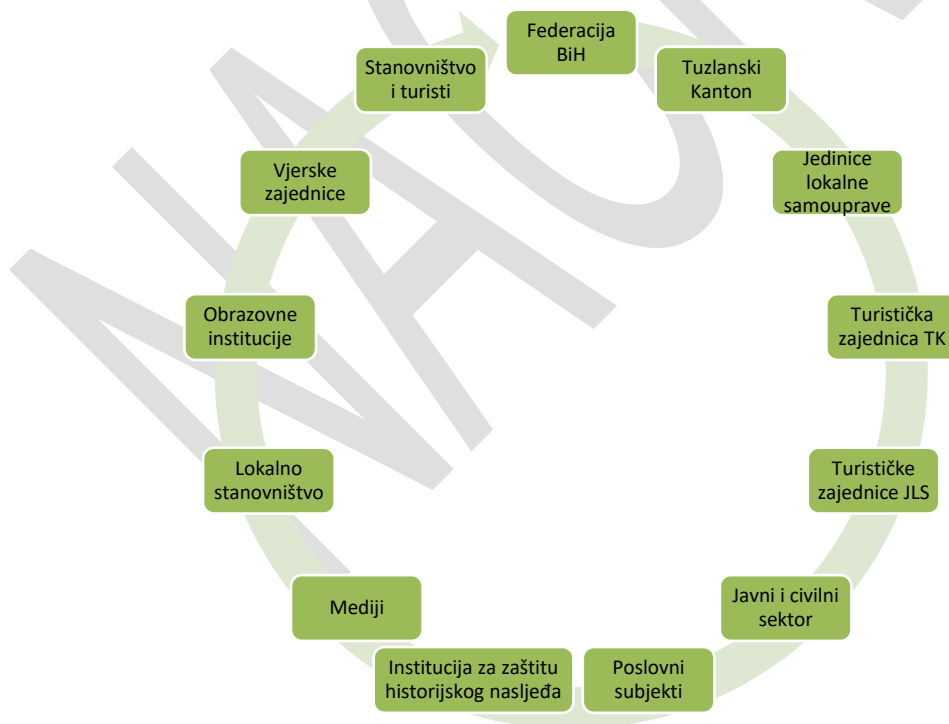 Federacija
BiH
Tuzlanski
Kanton
Jedinice
lokalne
samouprave
Turistička
zajednica TK
Turističke
zajednice JLS
Javni i civilni
sektor
Poslovni
subjekti
Institucija za zaštitu
historijskog nasljeđa
Mediji
Lokalno
stanovništvo
Obrazovne
institucije
Vjerske
zajednice
Stanovništvo
i turisti